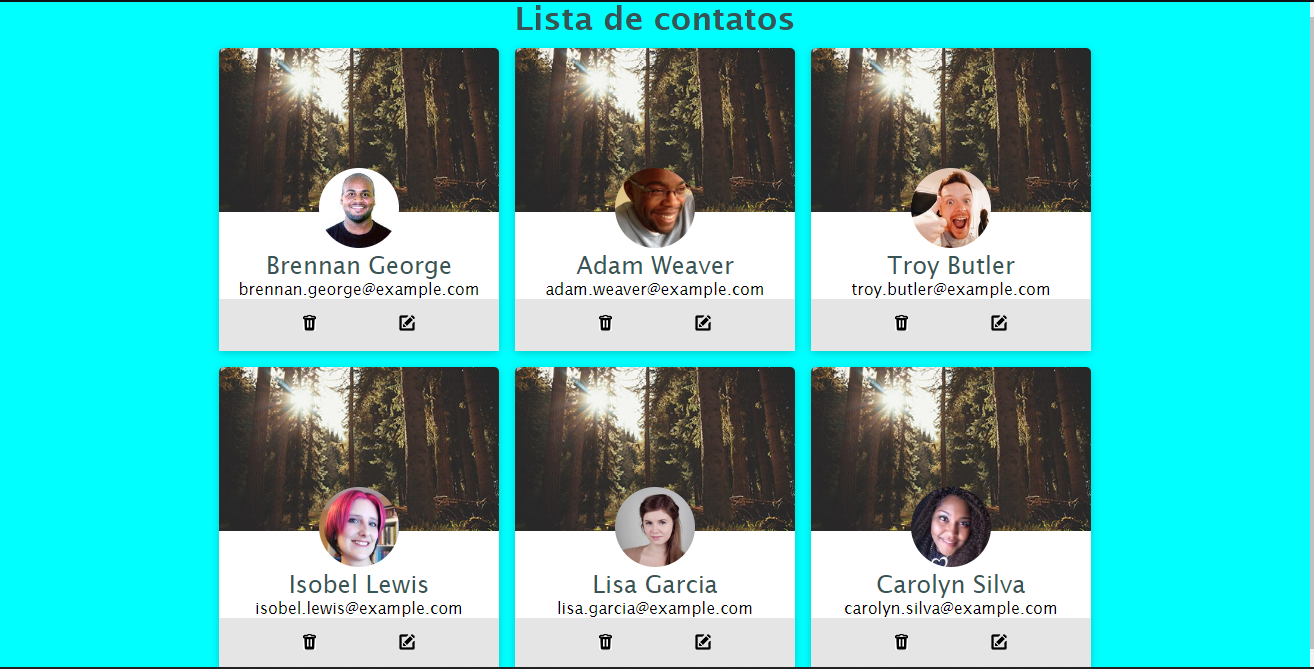 Lista de contatos
Brennan George
brennan.george@example.com
Adam Weaver
adam.weaver@example.com
Troy Butler
troy.butler@example.com
Isobel Lewis
isobel.lewis@example.com
Lisa Garcia
lisa.garcia@example.com
Carolyn Silva
carolyn.silva@example.com